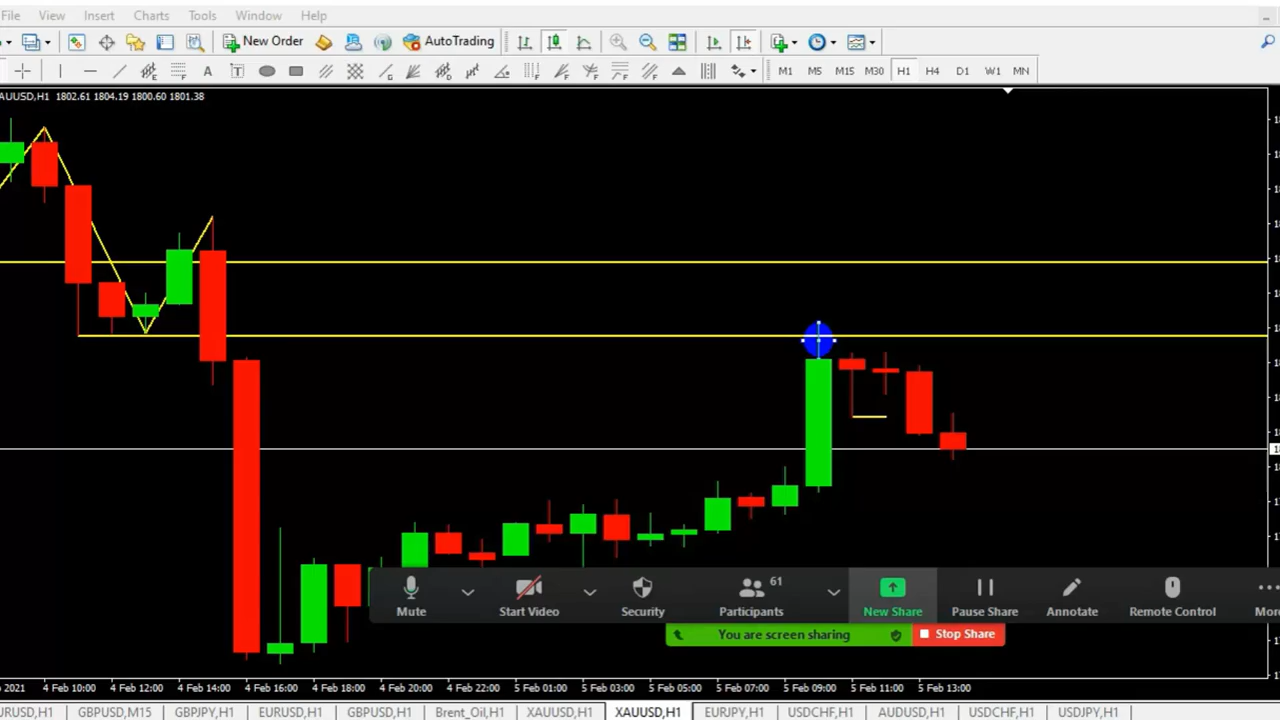 File View Insert Charts Tools Window Help
New Order AutoTrading
A T M1 M5 M15 M30 H1 H4 D1 W1 MN
AUUSD,H1 1802.61 1804.19 1800.60 1801.38
61
Mute Start Video Security Participants New Share Pause Share Annotate Remote Control Mor
You are screen sharing Stop Share
2021 4 Feb 10:00 4 Feb 12:00 4 Feb 14:00 4 Feb 16:00 4 Feb 18:00 4 Feb 20:00 4 Feb 22:00 5 Feb 01:00 5 Feb 03:00 5 Feb 05:00 5 Feb 07:00 5 Feb 09:00 5 Feb 11:00 5 Feb 13:00
URUSD,H1 GBPUSD,M15 GBPJPY,H1 EURUSD,H1 GBPUSD,H1 Brent_Oil,H1 XAUUSD,H1 XAUUSD,H1 EURJPY,H1 USDCHF,H1 AUDUSD,H1 USDCHF,H1 USDJPY,H1